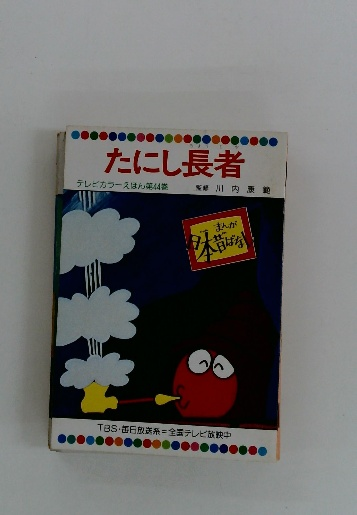 たにし長者
テレビカラーえほん第44巻 監修 川内康範
まんが
日本昔ばなし
TBS・毎日放送系=全国テレビ放映中